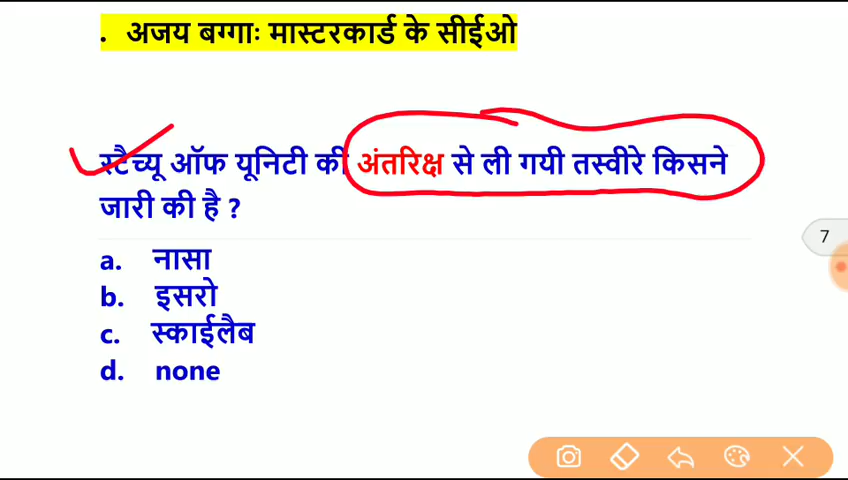 . अजय बग्गाः मास्टरकार्ड के सीईओ
स्टैच्यू ऑफ यूनिटी की अंतरिक्ष से ली गयी तस्वीरे किसने
जारी की है ?
7
a. नासा
b. इसरो
c. स्काईलैब
d. none